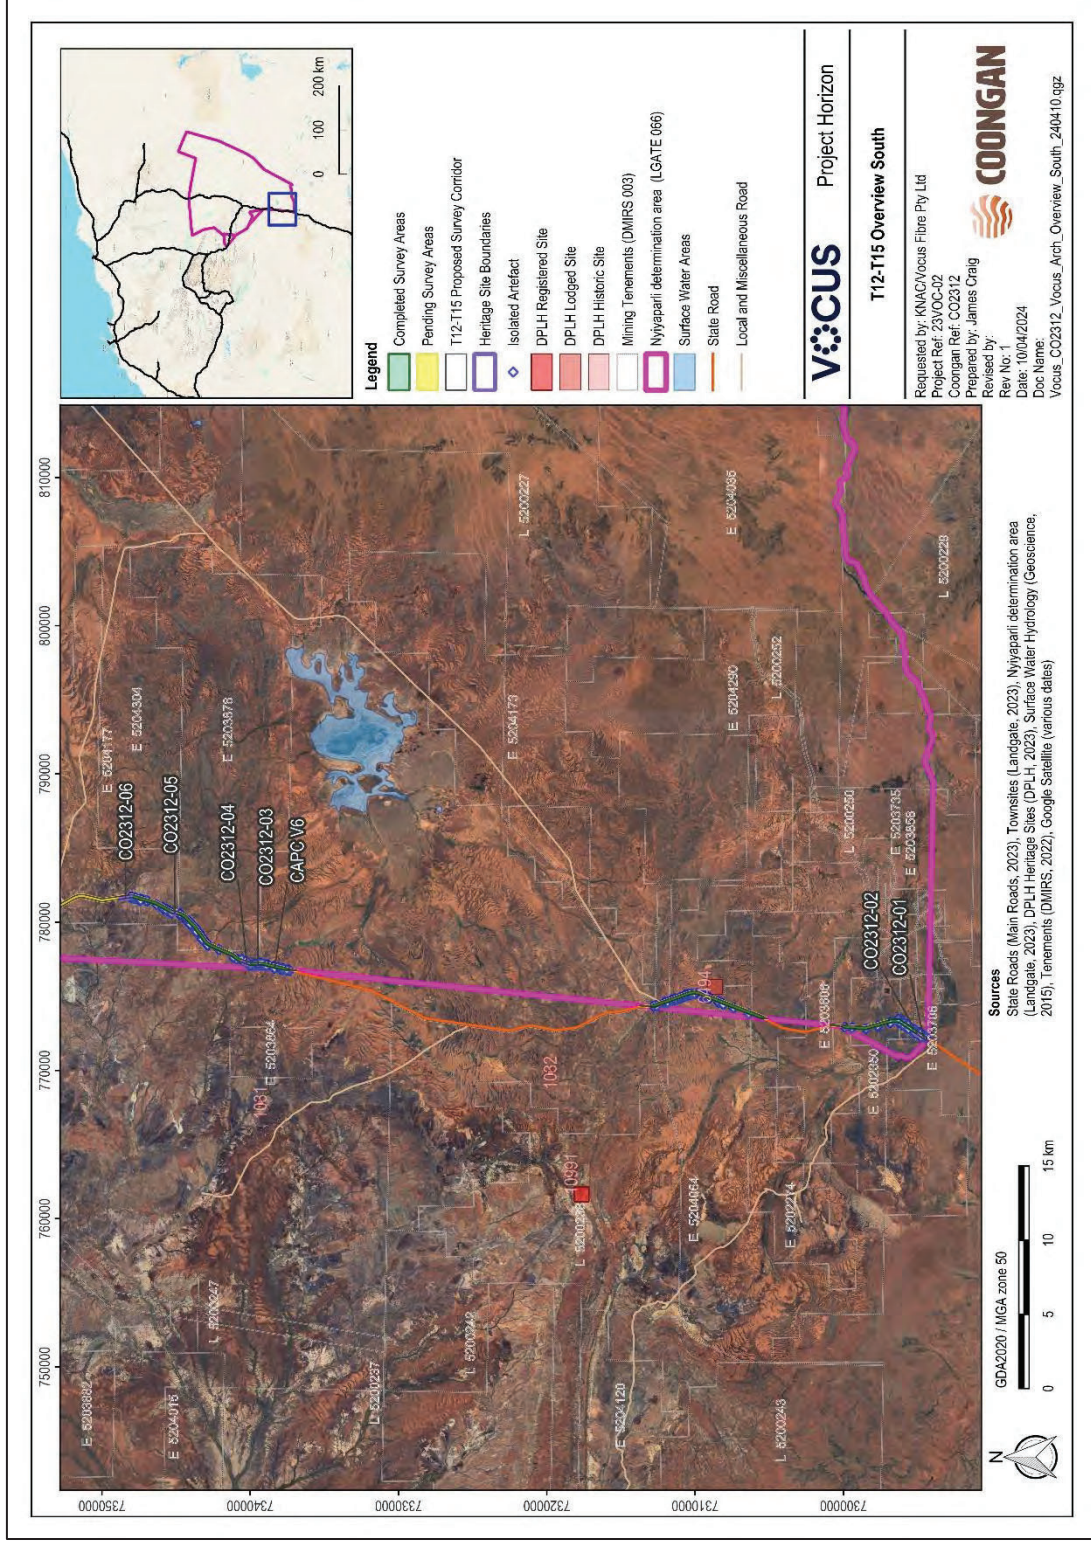 750000
760000
770000
780000
790000
800000
810000
7350000
7340000
7330000
7320000
7310000
7300000
E 5203882
E 5204015
L 5200247
L 5200237
L 5200242
E 5204120
L 5200243
1031
E 5203864
1032
E 5204064
E 5202214
E 5202950
E 5203706
E 5204177
E 5204304
E 5203878
CO2312-06
CO2312-05
CO2312-04
CO2312-03
CAPC V6
E 5204173
L 5200227
E 5204035
E 5204290
L 5200252
L 5200250
E 5203735
E 5203858
L 5200229
CO2312-02
CO2312-01
N
GDA2020 / MGA zone 50
0 5 10 15 km
Sources
State Roads (Main Roads, 2023), Townsites (Landgate, 2023), Nyiyaparli determination area
(Landgate, 2023), DPLH Heritage Sites (DPLH, 2023), Surface Water Hydrology (Geoscience,
2015), Tenements (DMIRS, 2022), Google Satellite (various dates)
0 100 200 km
Legend
Completed Survey Areas
Pending Survey Areas
T12-T15 Proposed Survey Corridor
Heritage Site Boundaries
Isolated Artefact
DPLH Registered Site
DPLH Lodged Site
DPLH Historic Site
Mining Tenements (DMIRS 003)
Nyiyaparli determination area (LGATE 066)
Surface Water Areas
State Road
Local and Miscellaneous Road
VOCUS Project Horizon
T12-T15 Overview South
Requested by: KNAC/Vocus Fibre Pty Ltd
Project Ref: 23VOC-02
Coongan Ref: CO2312
Prepared by: James Craig
Revised by:
Rev No: 1
Date: 10/04/2024
Doc Name:
Vocus_CO2312_Vocus_Arch_Overview_South_240410.qgz
COONGAN